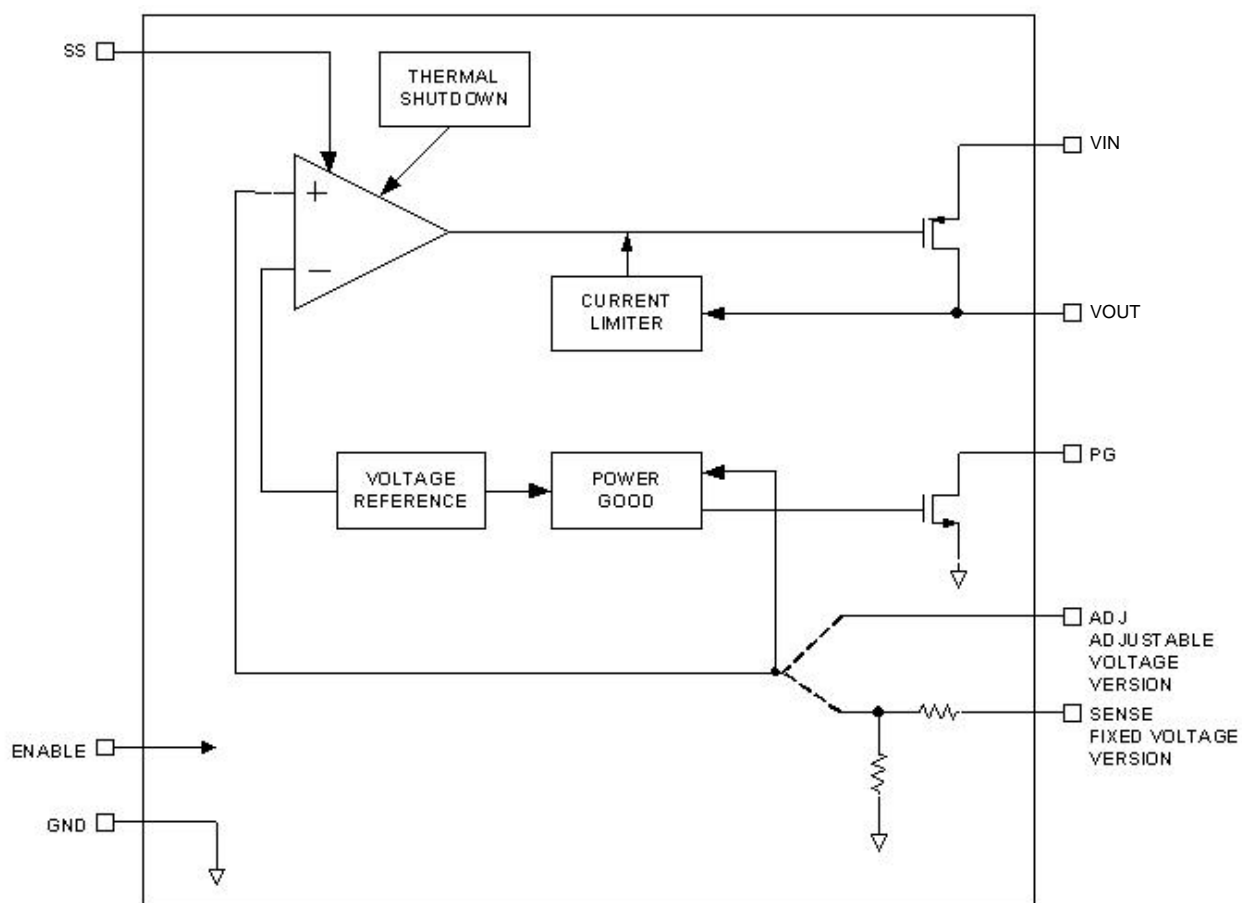 SS
THERMAL
SHUTDOWN
VIN
+
−
CURRENT
LIMITER
VOUT
VOLTAGE
REFERENCE
POWER
GOOD
PG
ADJ
ADJUSTABLE
VOLTAGE
VERSION
SENSE
FIXED VOLTAGE
VERSION
ENABLE
GND